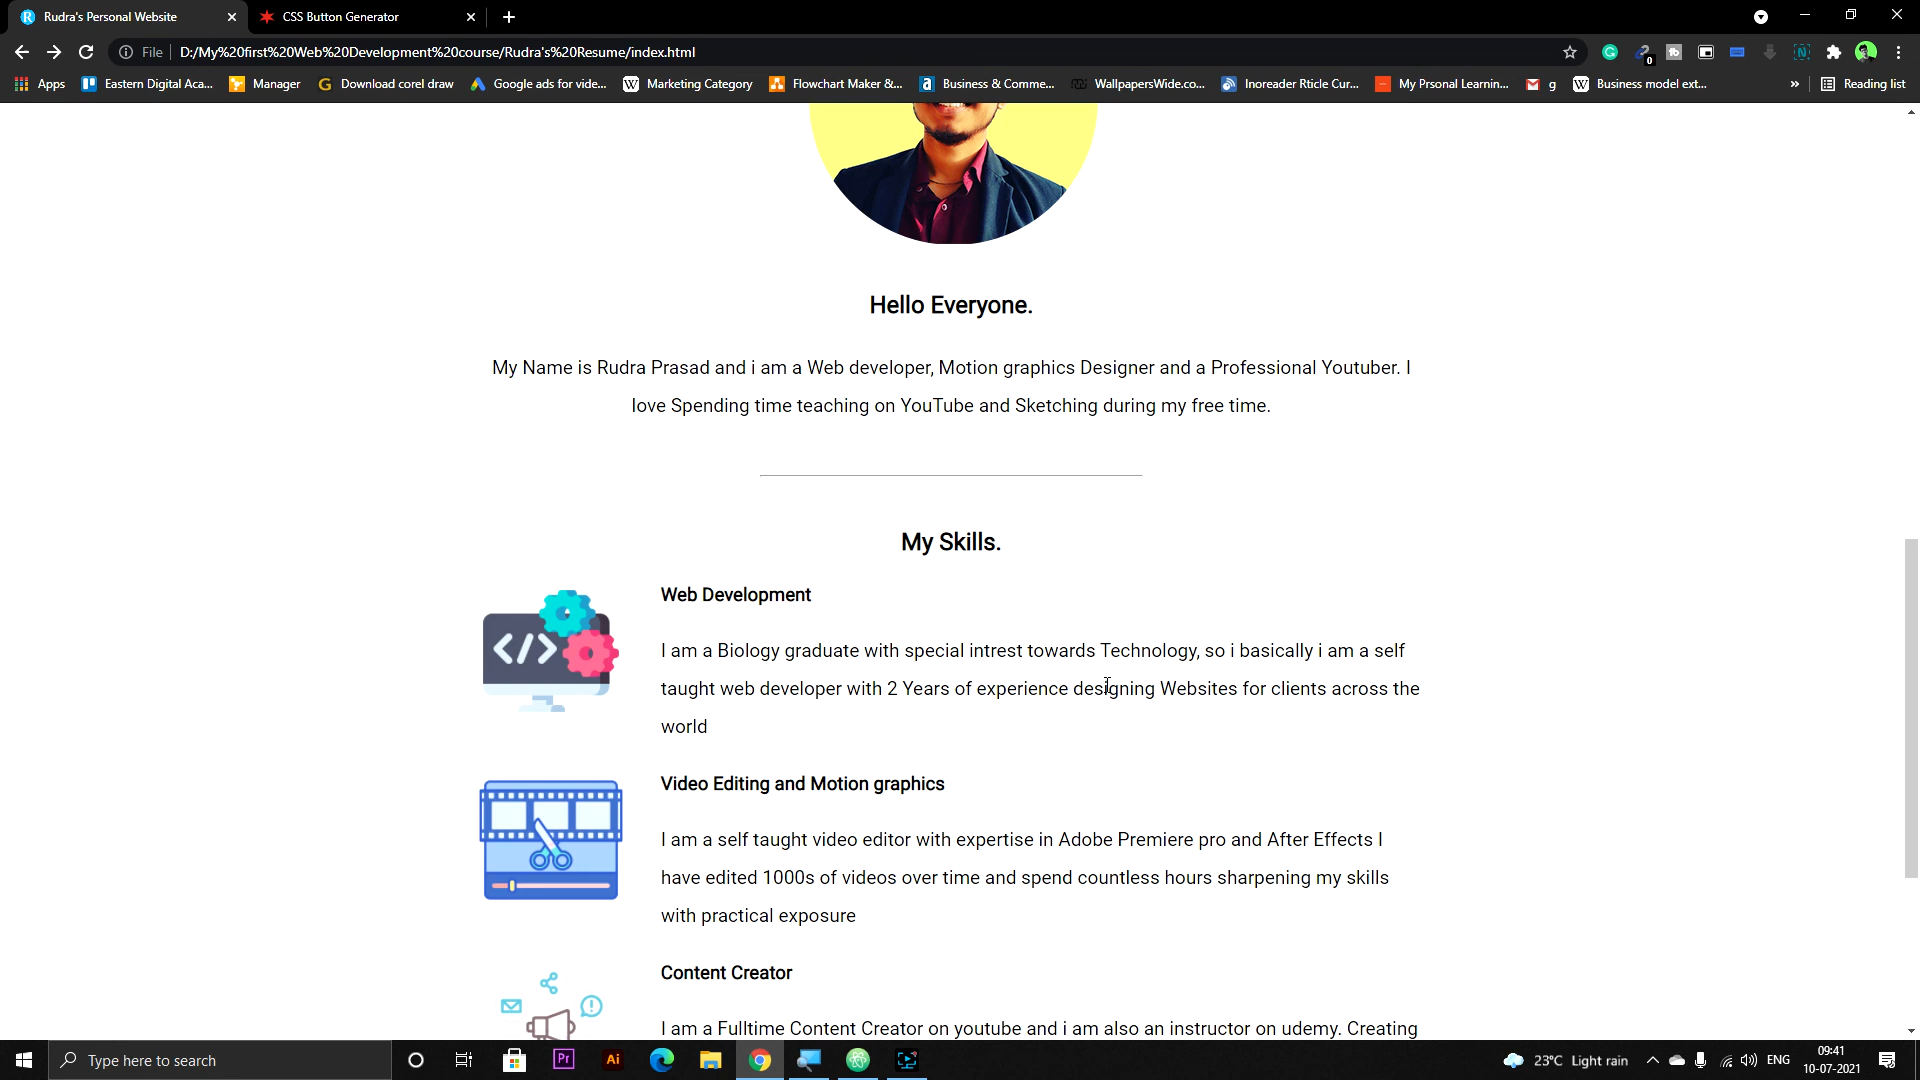 Rudra's Personal Website
CSS Button Generator
File
D:/My%20first%20Web%20Development%20course/Rudra's%20Resume/index.html
0
Apps
Eastern Digital Aca...
Manager
Download corel draw
Google ads for vide...
Marketing Category
Flowchart Maker &...
Business & Comme...
WallpapersWide.co...
Inoreader Rticle Cur...
My Prsonal Learnin...
g
Business model ext...
»
Reading list
Hello Everyone.
My Name is Rudra Prasad and i am a Web developer, Motion graphics Designer and a Professional Youtuber. I
love Spending time teaching on YouTube and Sketching during my free time.
My Skills.
Web Development
I am a Biology graduate with special intrest towards Technology, so i basically i am a self
taught web developer with 2 Years of experience designing Websites for clients across the
world
Video Editing and Motion graphics
I am a self taught video editor with expertise in Adobe Premiere pro and After Effects I
have edited 1000s of videos over time and spend countless hours sharpening my skills
with practical exposure
Content Creator
I am a Fulltime Content Creator on youtube and i am also an instructor on udemy. Creating
Type here to search
Pr
Ai
23°C Light rain
ENG
09:41
10-07-2021